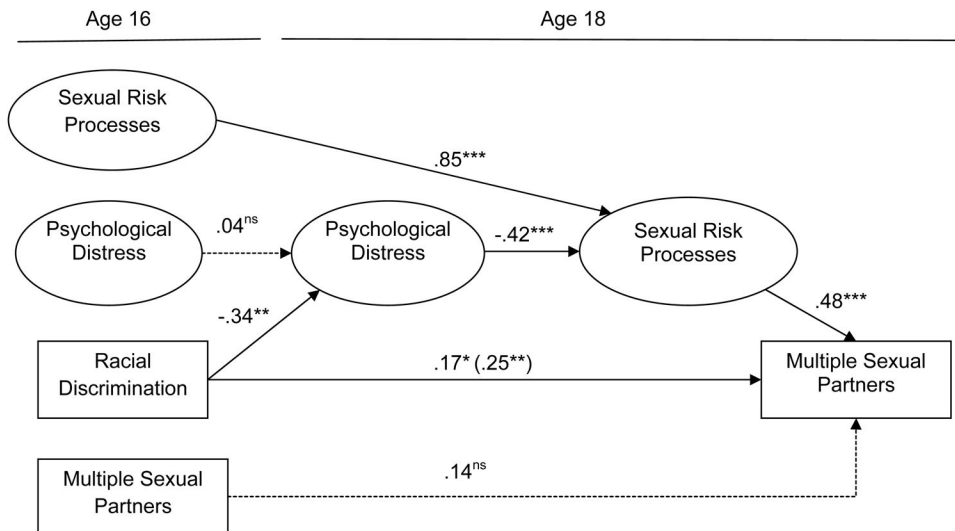 Age 16
Age 18
Sexual Risk
Processes
.85***
Psychological
Distress
.04ns
Psychological
Distress
-.42***
Sexual Risk
Processes
-.34**
.48***
Racial
Discrimination
.17* (.25**)
Multiple Sexual
Partners
Multiple Sexual
Partners
.14ns